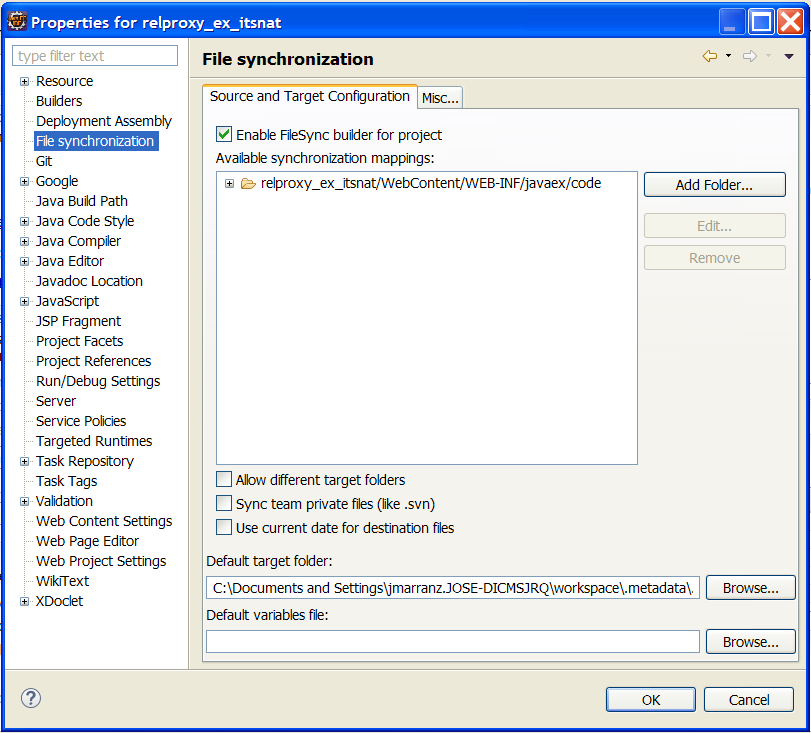 Properties for relproxy_ex_itsnat
type filter text
Resource
Builders
Deployment Assembly
File synchronization
Git
Google
Java Build Path
Java Code Style
Java Compiler
Java Editor
Javadoc Location
JavaScript
JSP Fragment
Project Facets
Project References
Run/Debug Settings
Server
Service Policies
Targeted Runtimes
Task Repository
Task Tags
Validation
Web Content Settings
Web Page Editor
Web Project Settings
WikiText
XDoclet
File synchronization
Source and Target Configuration
Misc...
Enable FileSync builder for project
Available synchronization mappings:
relproxy_ex_itsnat/WebContent/WEB-INF/javaex/code
Add Folder...
Edit...
Remove
Allow different target folders
Sync team private files (like .svn)
Use current date for destination files
Default target folder:
C:\Documents and Settings\jmarranz.JOSE-DICMSJRQ\workspace\.metadata\.
Browse...
Default variables file:
Browse...
?
OK
Cancel